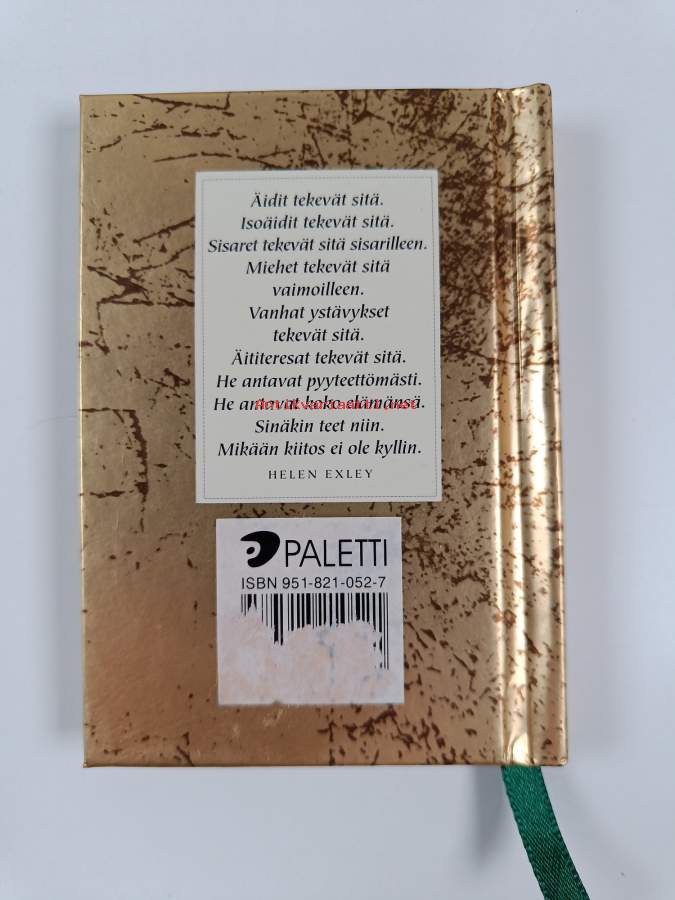 Äidit tekevät sitä.
Isoäidit tekevät sitä.
Sisaret tekevät sitä sisarilleen.
Miehet tekevät sitä
vaimoilleen.
Vanhat ystävykset
tekevät sitä.
Äititeresat tekevät sitä.
He antavat pyyteettömästi.
He antavat koko elämänsä.
Antikvariaatti.net
Sinäkin teet niin.
Mikään kiitos ei ole kyllin.
HELEN EXLEY
PALETTI
ISBN 951-821-052-7